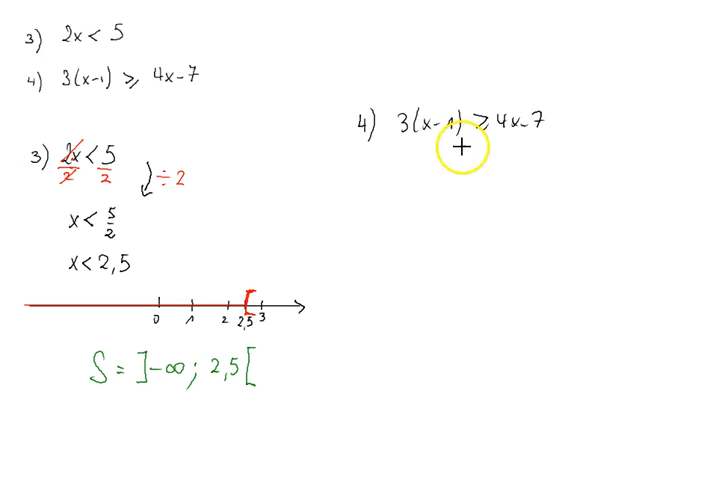 3) 2x < 5
4) 3(x-1) ⩾ 4x-7
3) 2x/2 < 5/2 ÷2
x < 5/2
x < 2,5
0 1 2 2,5 3
S = ]-∞; 2,5[
4) 3(x-1) ⩾ 4x-7